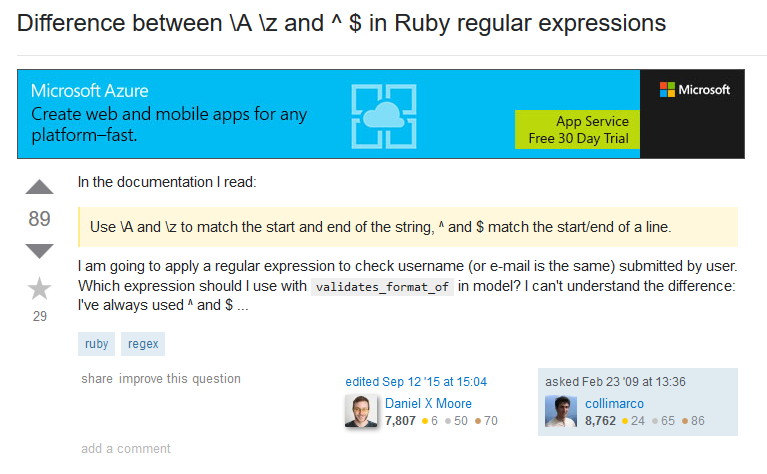 Difference between \A \z and ^ $ in Ruby regular expressions
Microsoft Azure
Create web and mobile apps for any
platform–fast.
App Service
Free 30 Day Trial
Microsoft
In the documentation I read:
89
Use \A and \z to match the start and end of the string, ^ and $ match the start/end of a line.
I am going to apply a regular expression to check username (or e-mail is the same) submitted by user.
Which expression should I use with validates_format_of in model? I can't understand the difference:
I've always used ^ and $ ...
29
ruby regex
share improve this question
edited Sep 12 '15 at 15:04
Daniel X Moore
7,807 6 50 70
asked Feb 23 '09 at 13:36
collimarco
8,762 24 65 86
add a comment